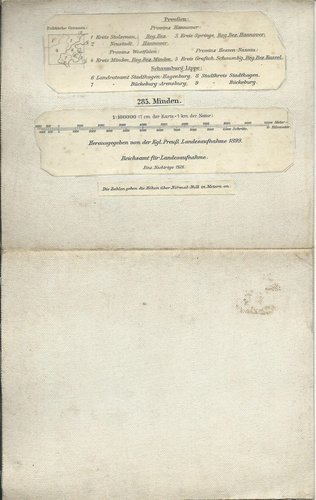 Preußen:
Politische Grenzen:
Provinz Hannover:
1 Kreis Stolzenau, Reg. Bez. 3 Kreis Springe, Reg. Bez. Hannover.
2 " Neustadt, Hannover.
Provinz Westfalen: Provinz Hessen-Nassau:
4 Kreis Minden, Reg. Bez. Minden. 5 Kreis Grafsch. Schaumbg. Reg. Bez. Kassel.
Schaumburg-Lippe:
6 Landratsamt Stadthagen-Hagenburg. 8 Stadtkreis Stadthagen.
7 " Bückeburg-Arensburg. 9 " Bückeburg.
285. Minden.
1:100000 (1 cm der Karte = 1 km der Natur)
Herausgegeben von der Kgl. Preuß. Landesaufnahme 1899.
Reichsamt für Landesaufnahme.
Nachträge
Die Zahlen geben die Höhen über Normal-Null in Metern an.